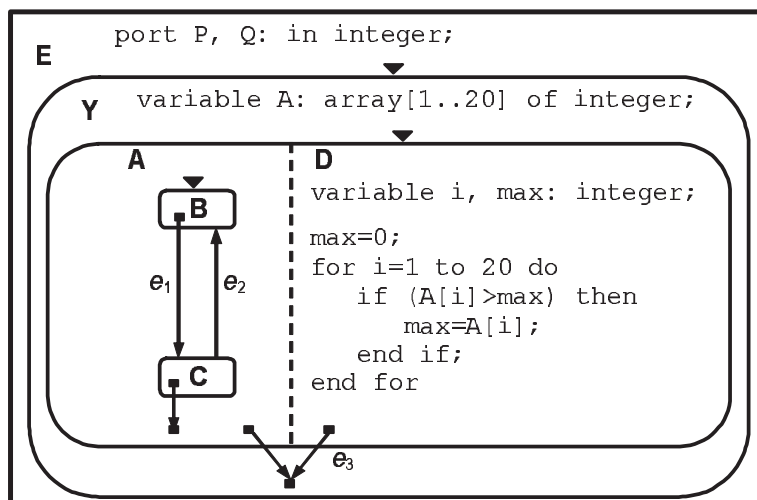 port P, Q: in integer;
E
Y
variable A: array[1..20] of integer;
A
D
variable i, max: integer;
B
max=0;
for i=1 to 20 do
e1
e2
if (A[i]>max) then
max=A[i];
end if;
C
end for
e3